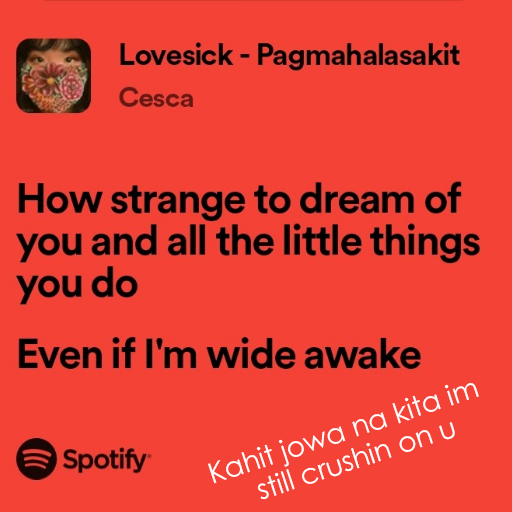 Lovesick - Pagmahalasakit
Cesca
How strange to dream of
you and all the little things
you do
Even if I'm wide awake
Kahit jowa na kita im
still crushin on u
Spotify